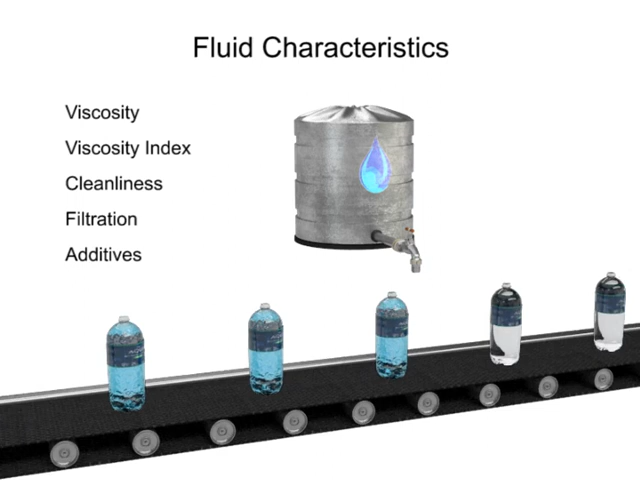 Fluid Characteristics
Viscosity
Viscosity Index
Cleanliness
Filtration
Additives